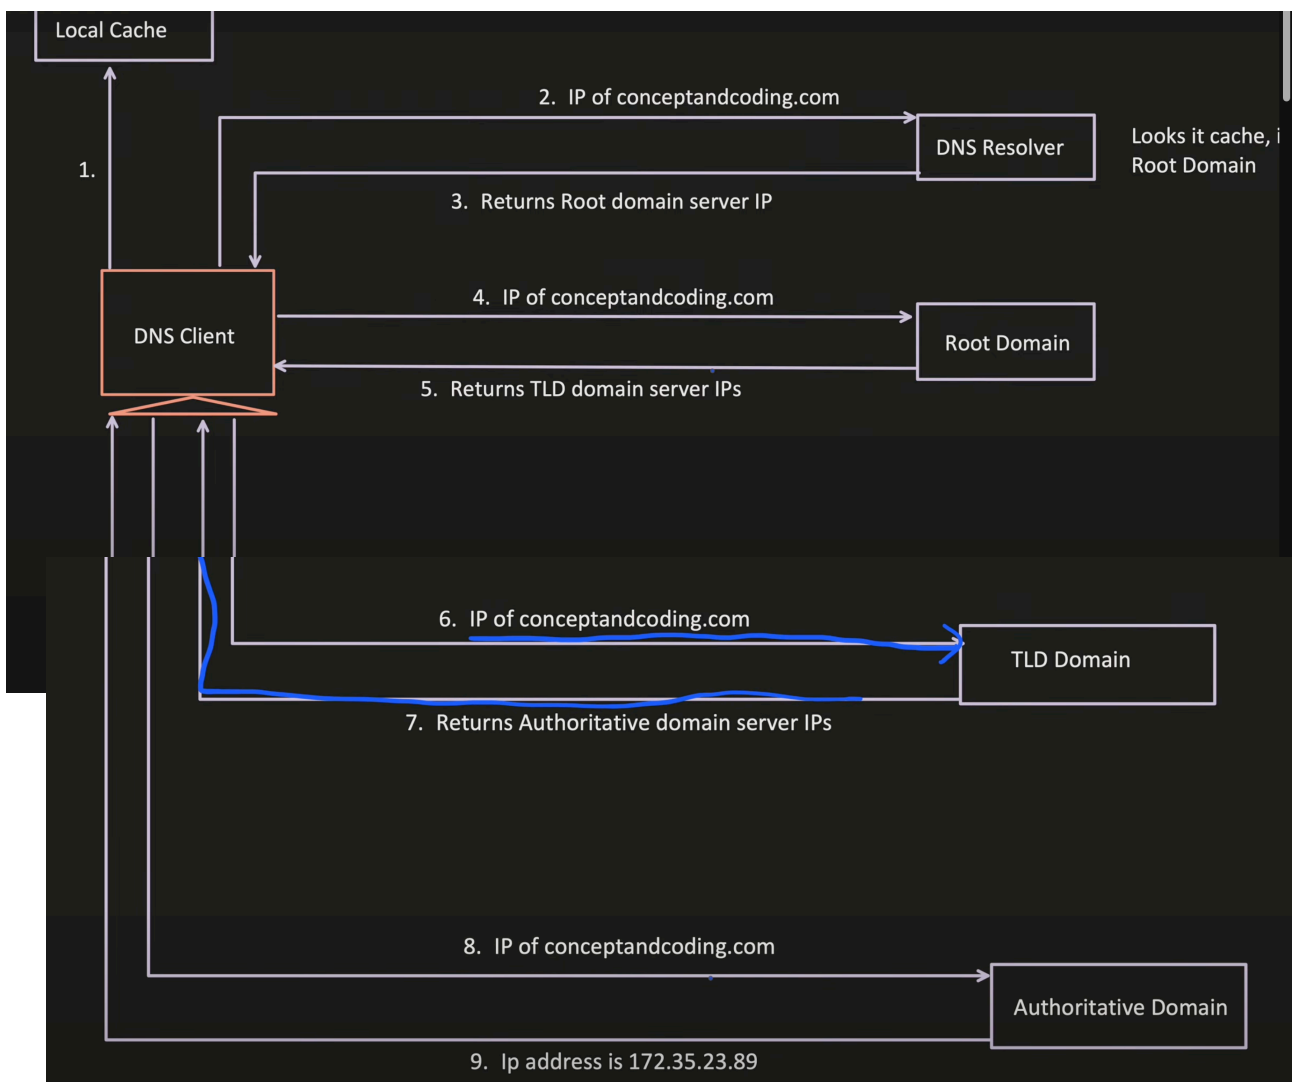 Local Cache
1.
2. IP of conceptandcoding.com
DNS Resolver
Looks it cache,
Root Domain
3. Returns Root domain server IP
DNS Client
4. IP of conceptandcoding.com
Root Domain
5. Returns TLD domain server IPs
6. IP of conceptandcoding.com
TLD Domain
7. Returns Authoritative domain server IPs
8. IP of conceptandcoding.com
Authoritative Domain
9. Ip address is 172.35.23.89